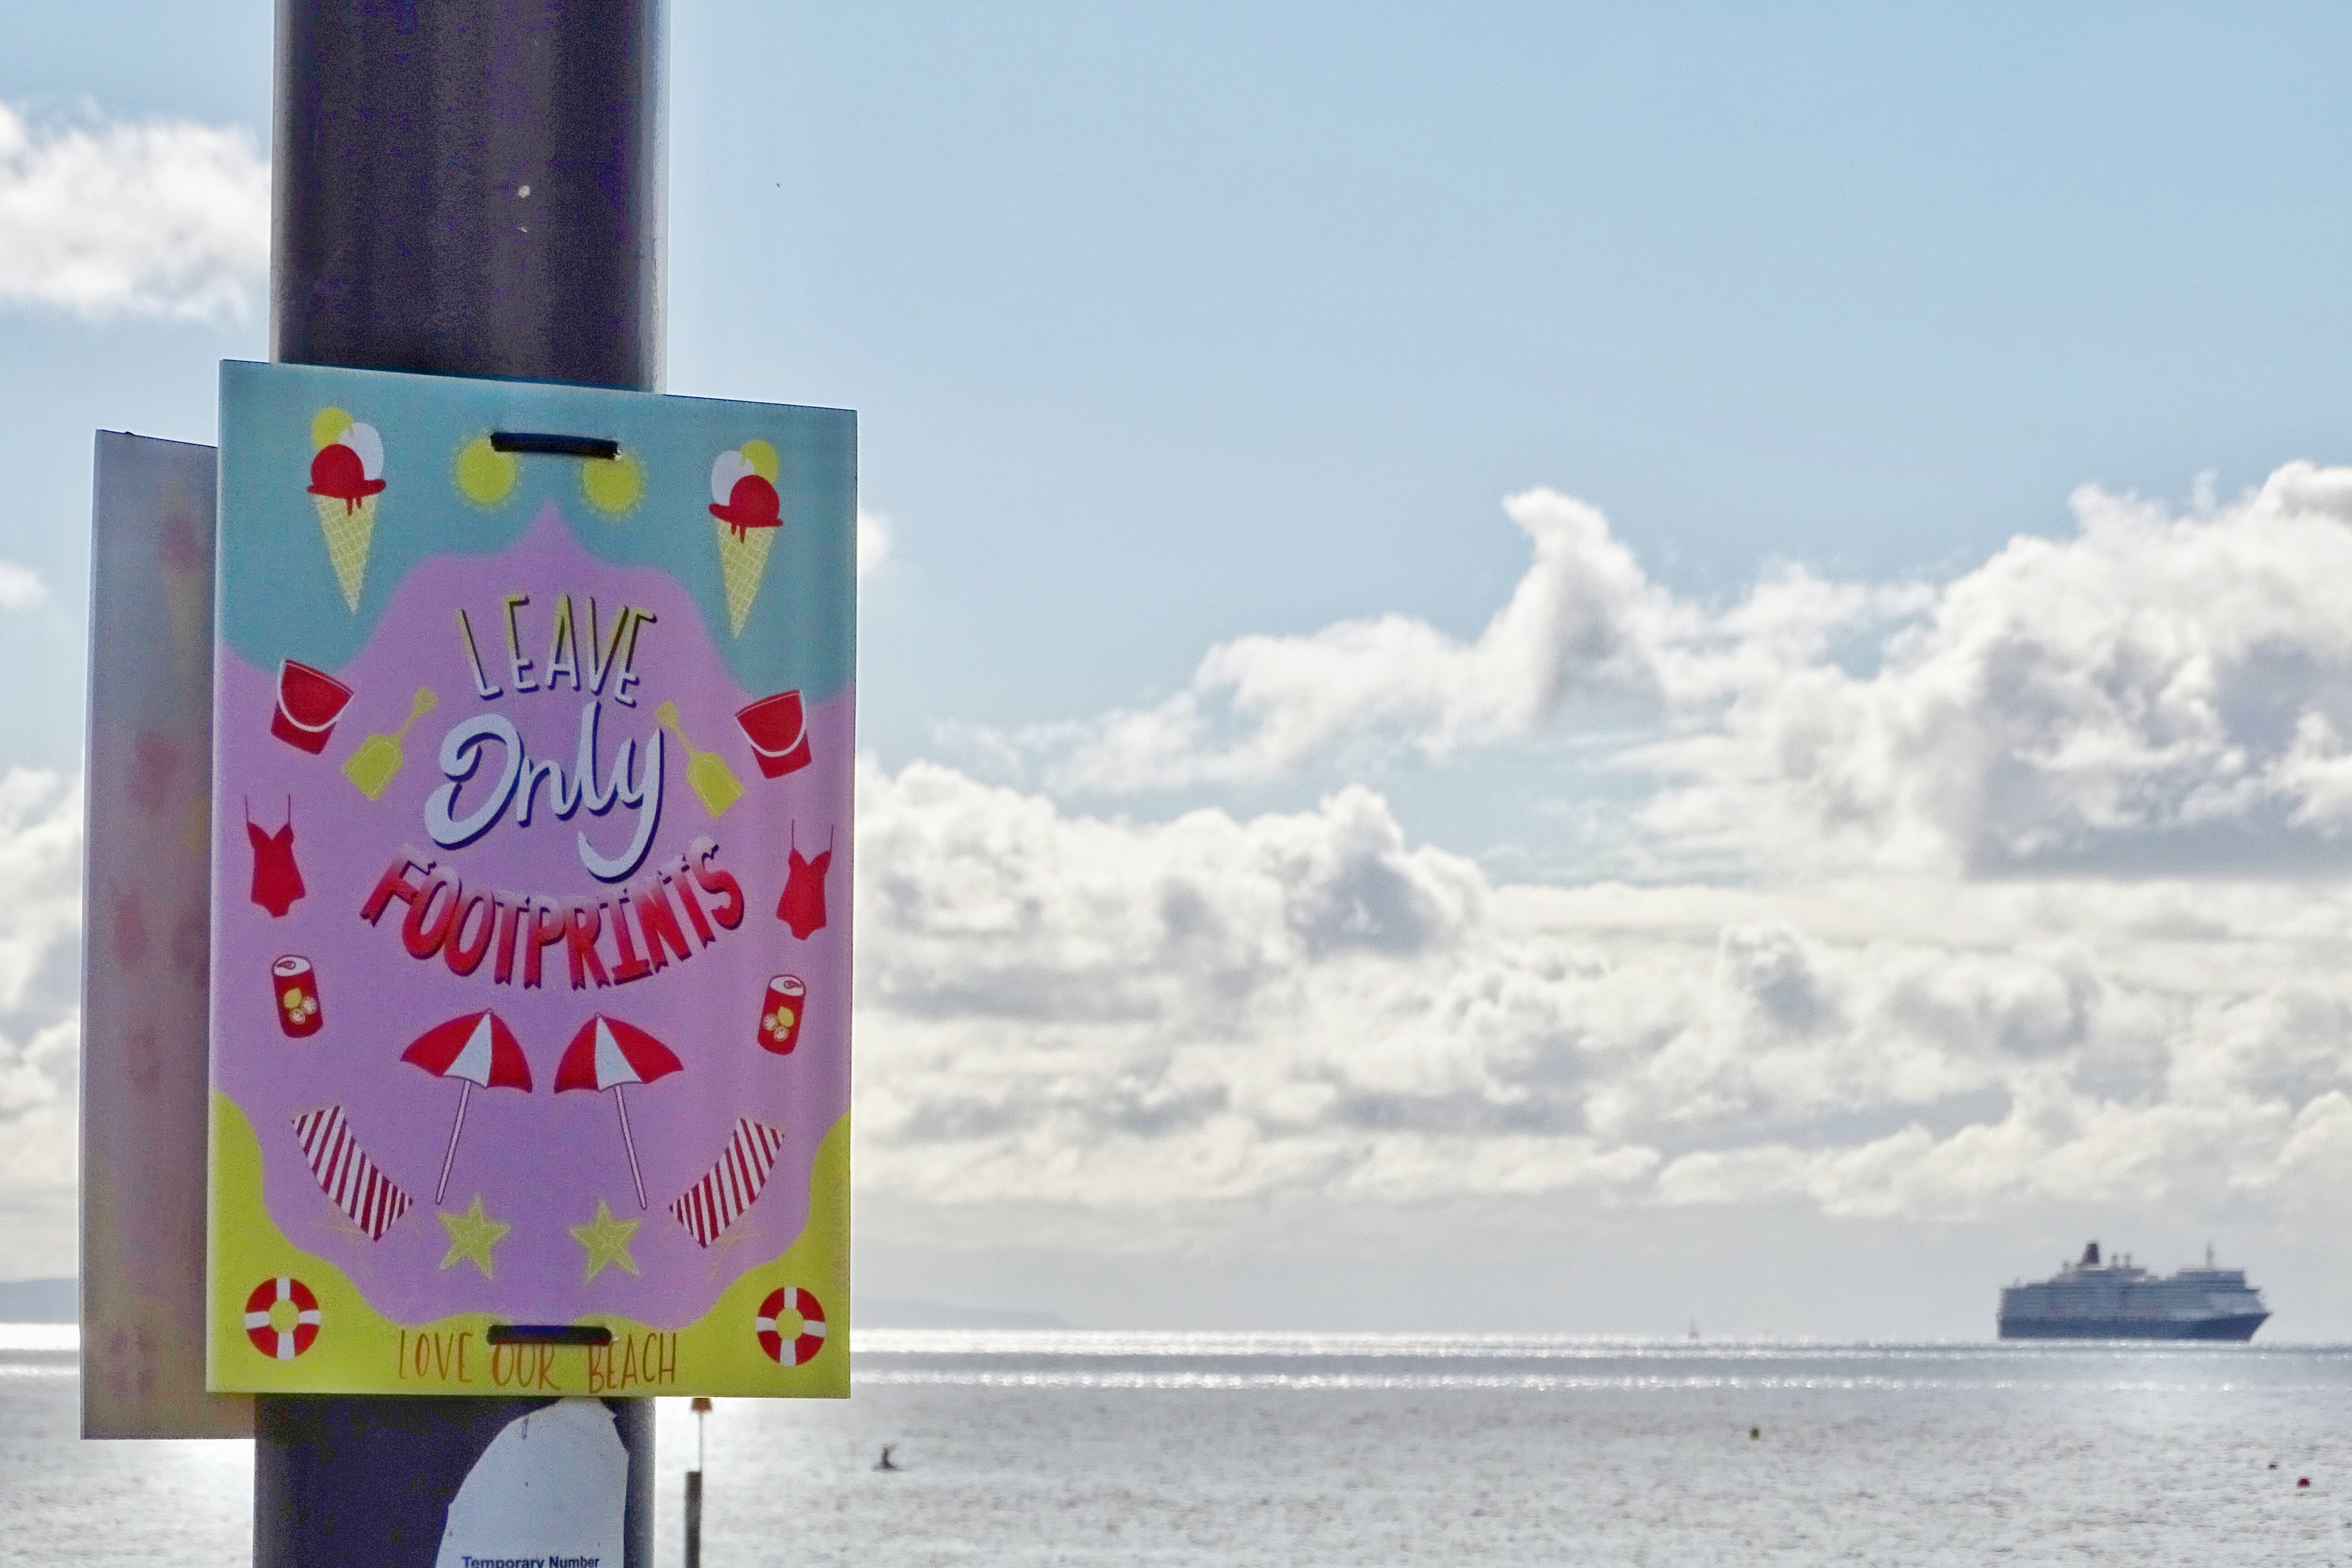 LEAVE
Only
FOOTPRINTS
LOVE OUR BEACH
Temporary Number